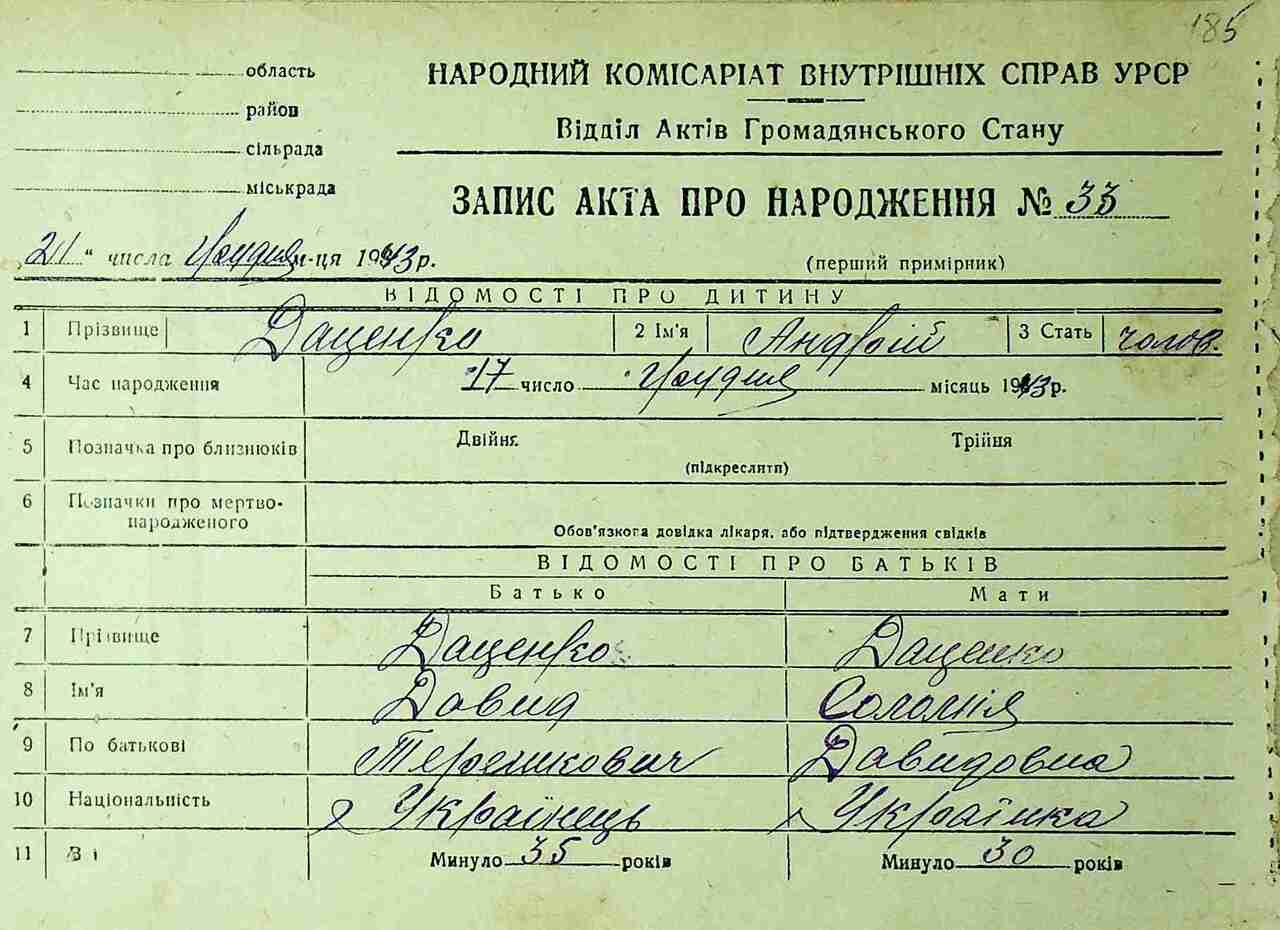 185
область
район
сільрада
міськрада
НАРОДНИЙ КОМІСАРІАТ ВНУТРІШНІХ СПРАВ УРСР
Відділ Актів Громадянського Стану
ЗАПИС АКТА ПРО НАРОДЖЕННЯ № 33
„21“ числа Грудня м-ця 1943 р.
(перший примірник)
ВІДОМОСТІ ПРО ДИТИНУ
1 Прізвище Даценко 2 Ім'я Андрій 3 Стать чолов.
4 Час народження 17 число Грудня місяць 1943 р.
5 Позначка про близнюків Двійня Трійня
(підкреслити)
6 Позначки про мертво-
народженого
Обов'язкога довідка лікаря, або підтвердження свідків
ВІДОМОСТІ ПРО БАТЬКІВ
Батько Мати
7 Прізвище Даценко Даценко
8 Ім'я Давид Соломія
9 По батькові Терешкович Давидовна
10 Національність Українець Українка
11 Ві Минуло 35 років Минуло 30 років